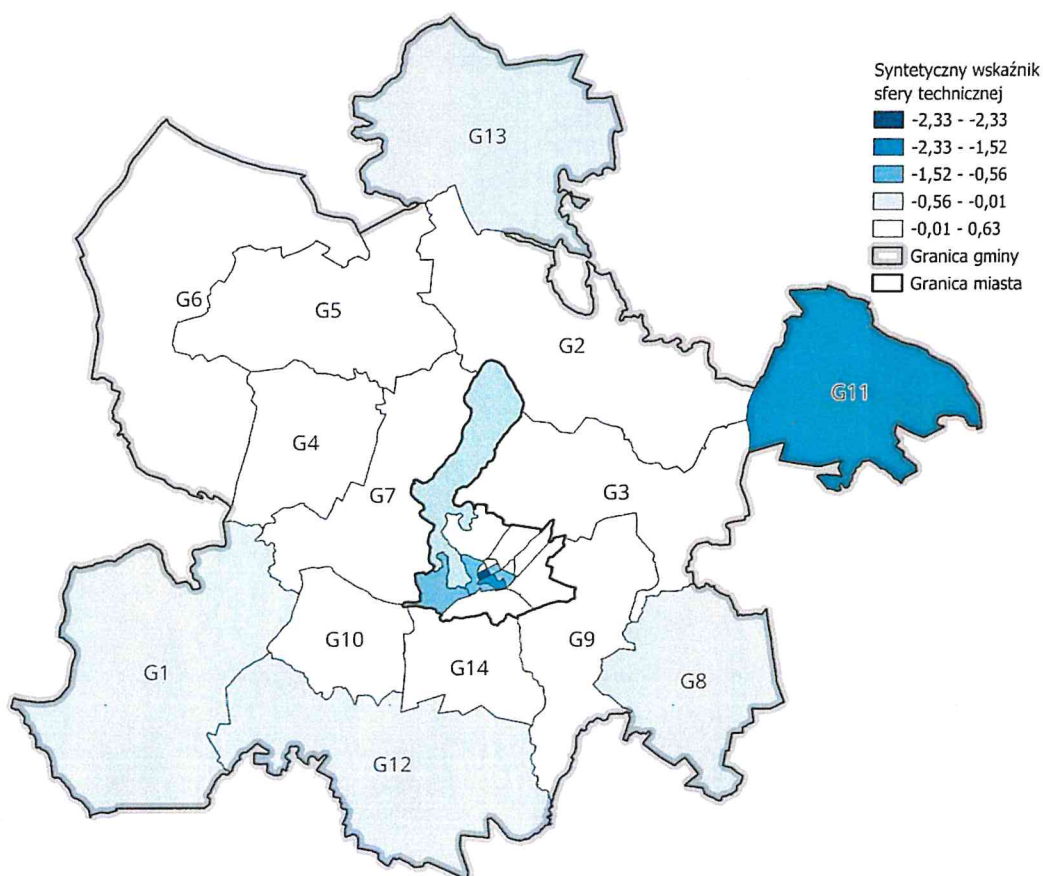 Syntetyczny wskaźnik
sfery technicznej
-2,33 - -2,33
-2,33 - -1,52
-1,52 - -0,56
-0,56 - -0,01
-0,01 - 0,63
Granica gminy
Granica miasta
G13
G6
G5
G2
G11
G4
G7
G3
G1
G10
G14
G9
G8
G12